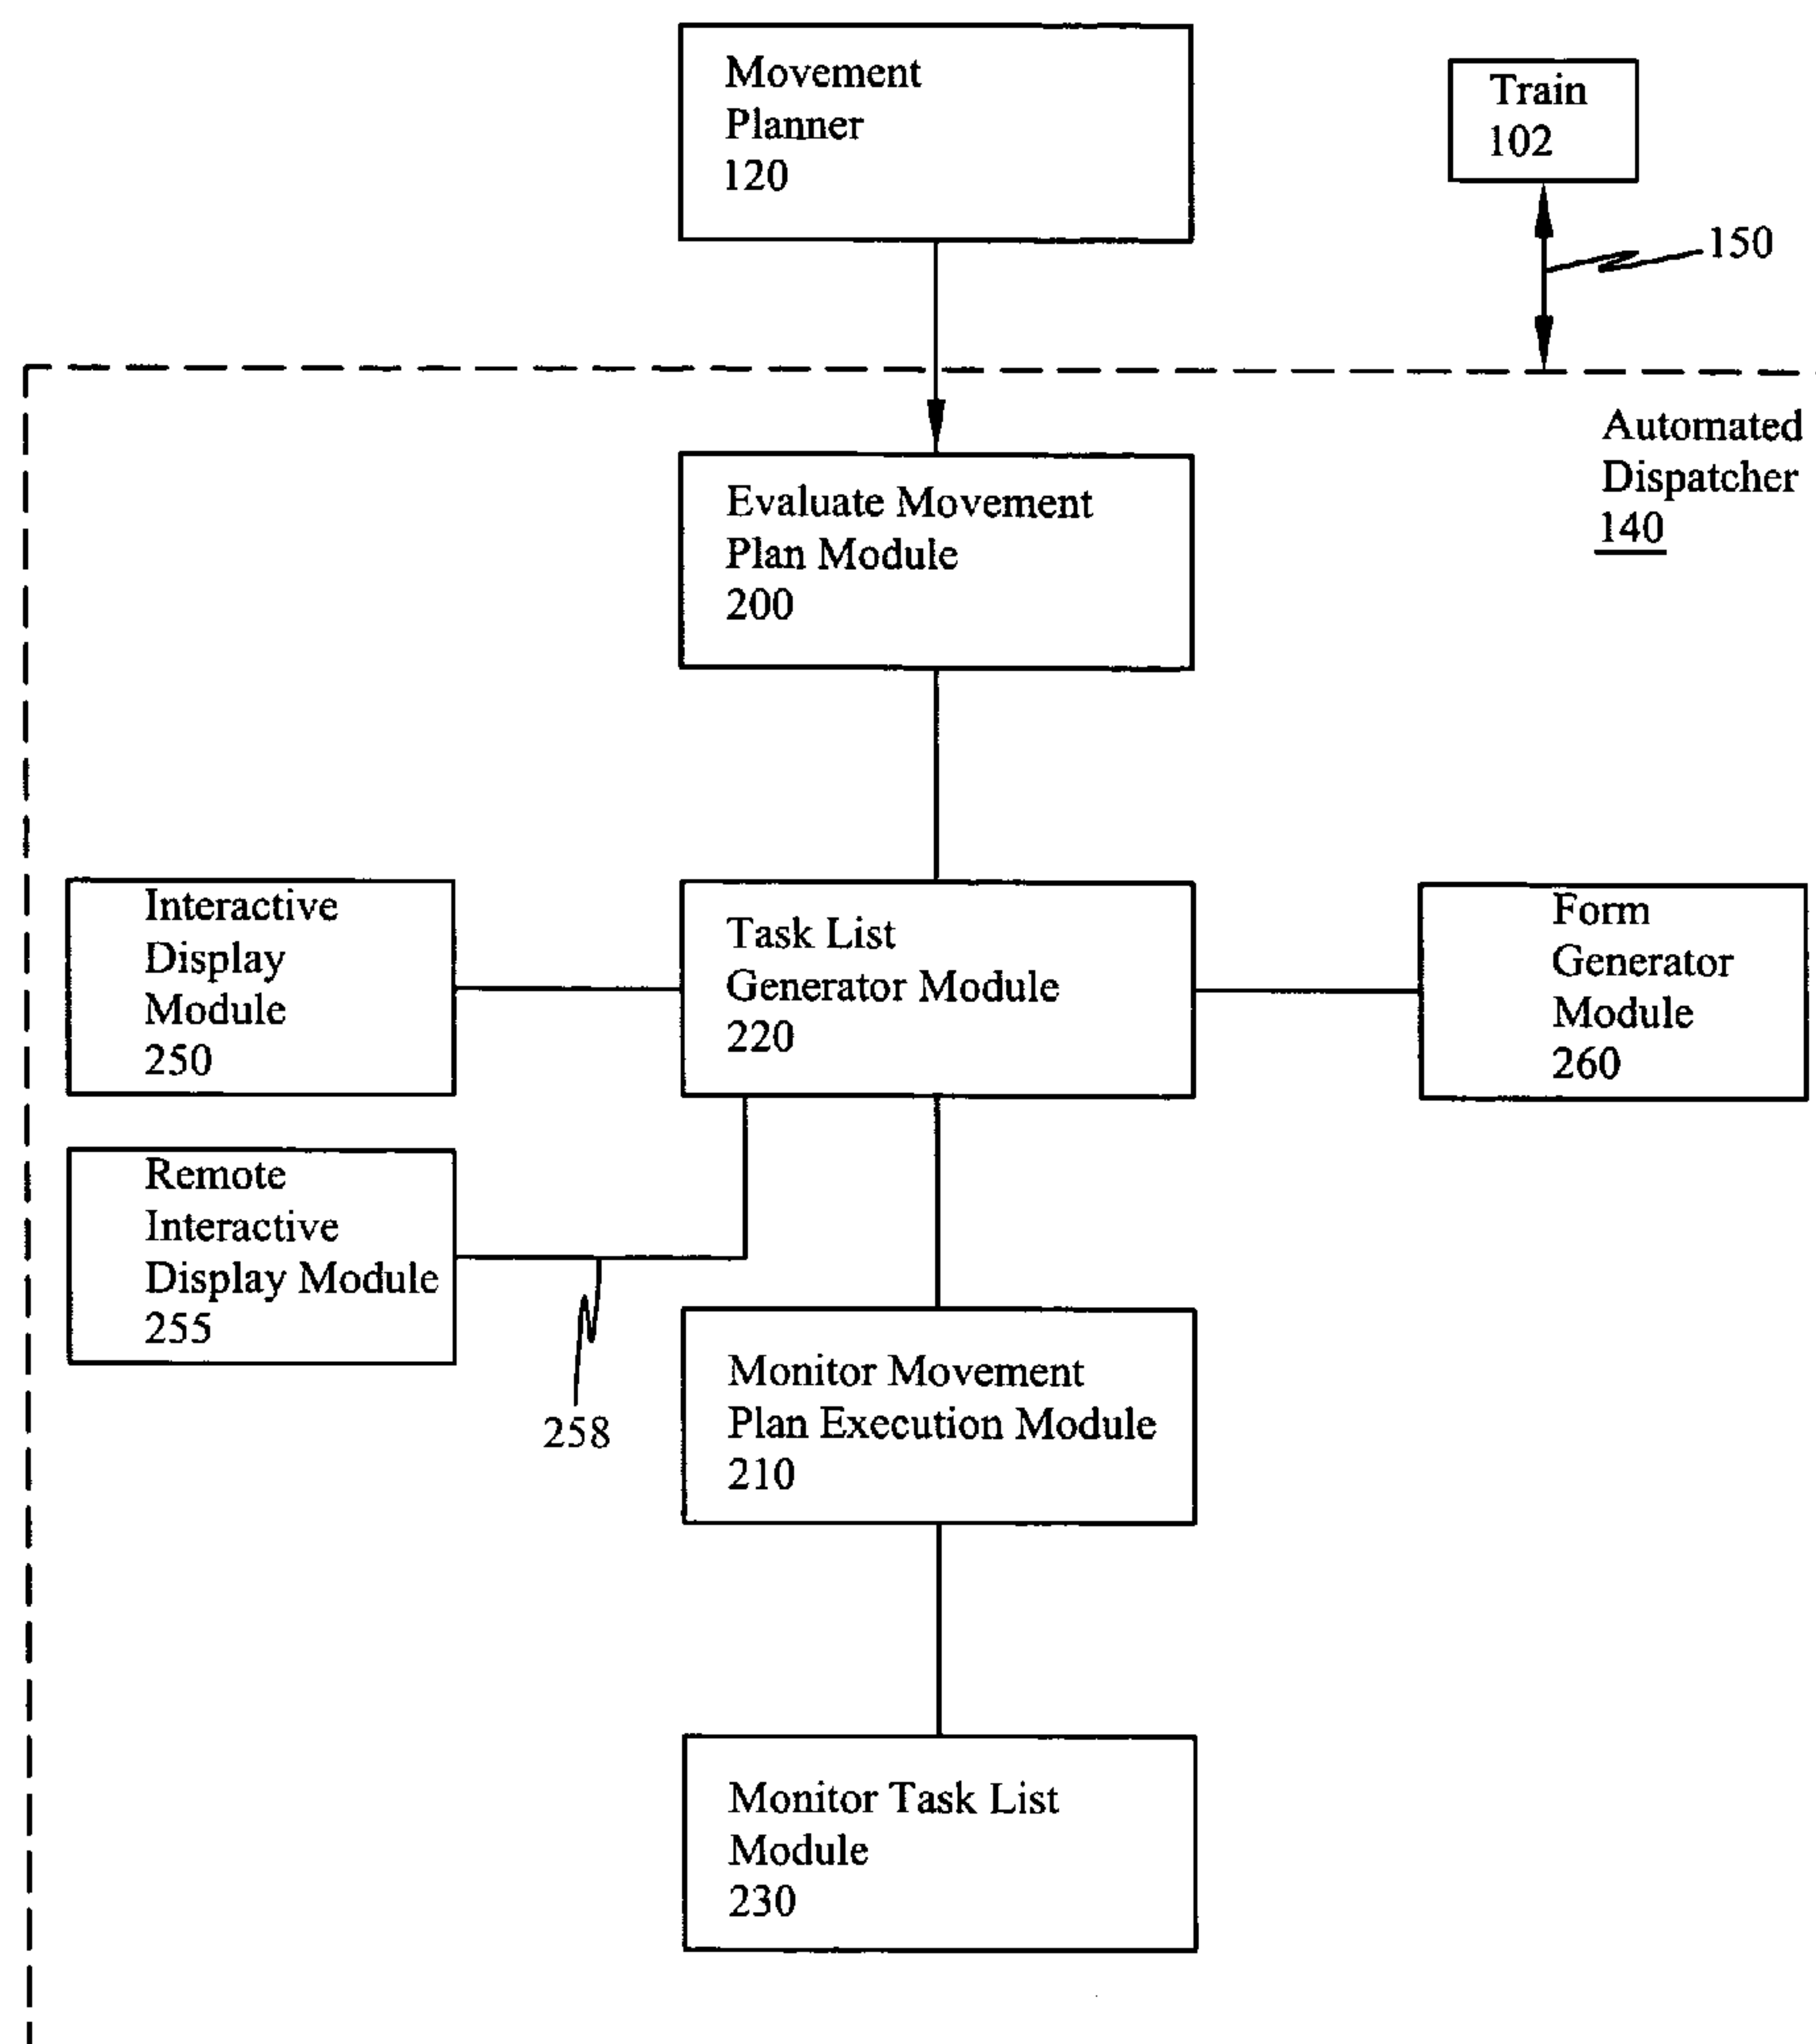 Movement
Planner
120
Train
102
150
Automated
Dispatcher
140
Evaluate Movement
Plan Module
200
Interactive
Display
Module
250
Task List
Generator Module
220
Form
Generator
Module
260
Remote
Interactive
Display Module
255
258
Monitor Movement
Plan Execution Module
210
Monitor Task List
Module
230